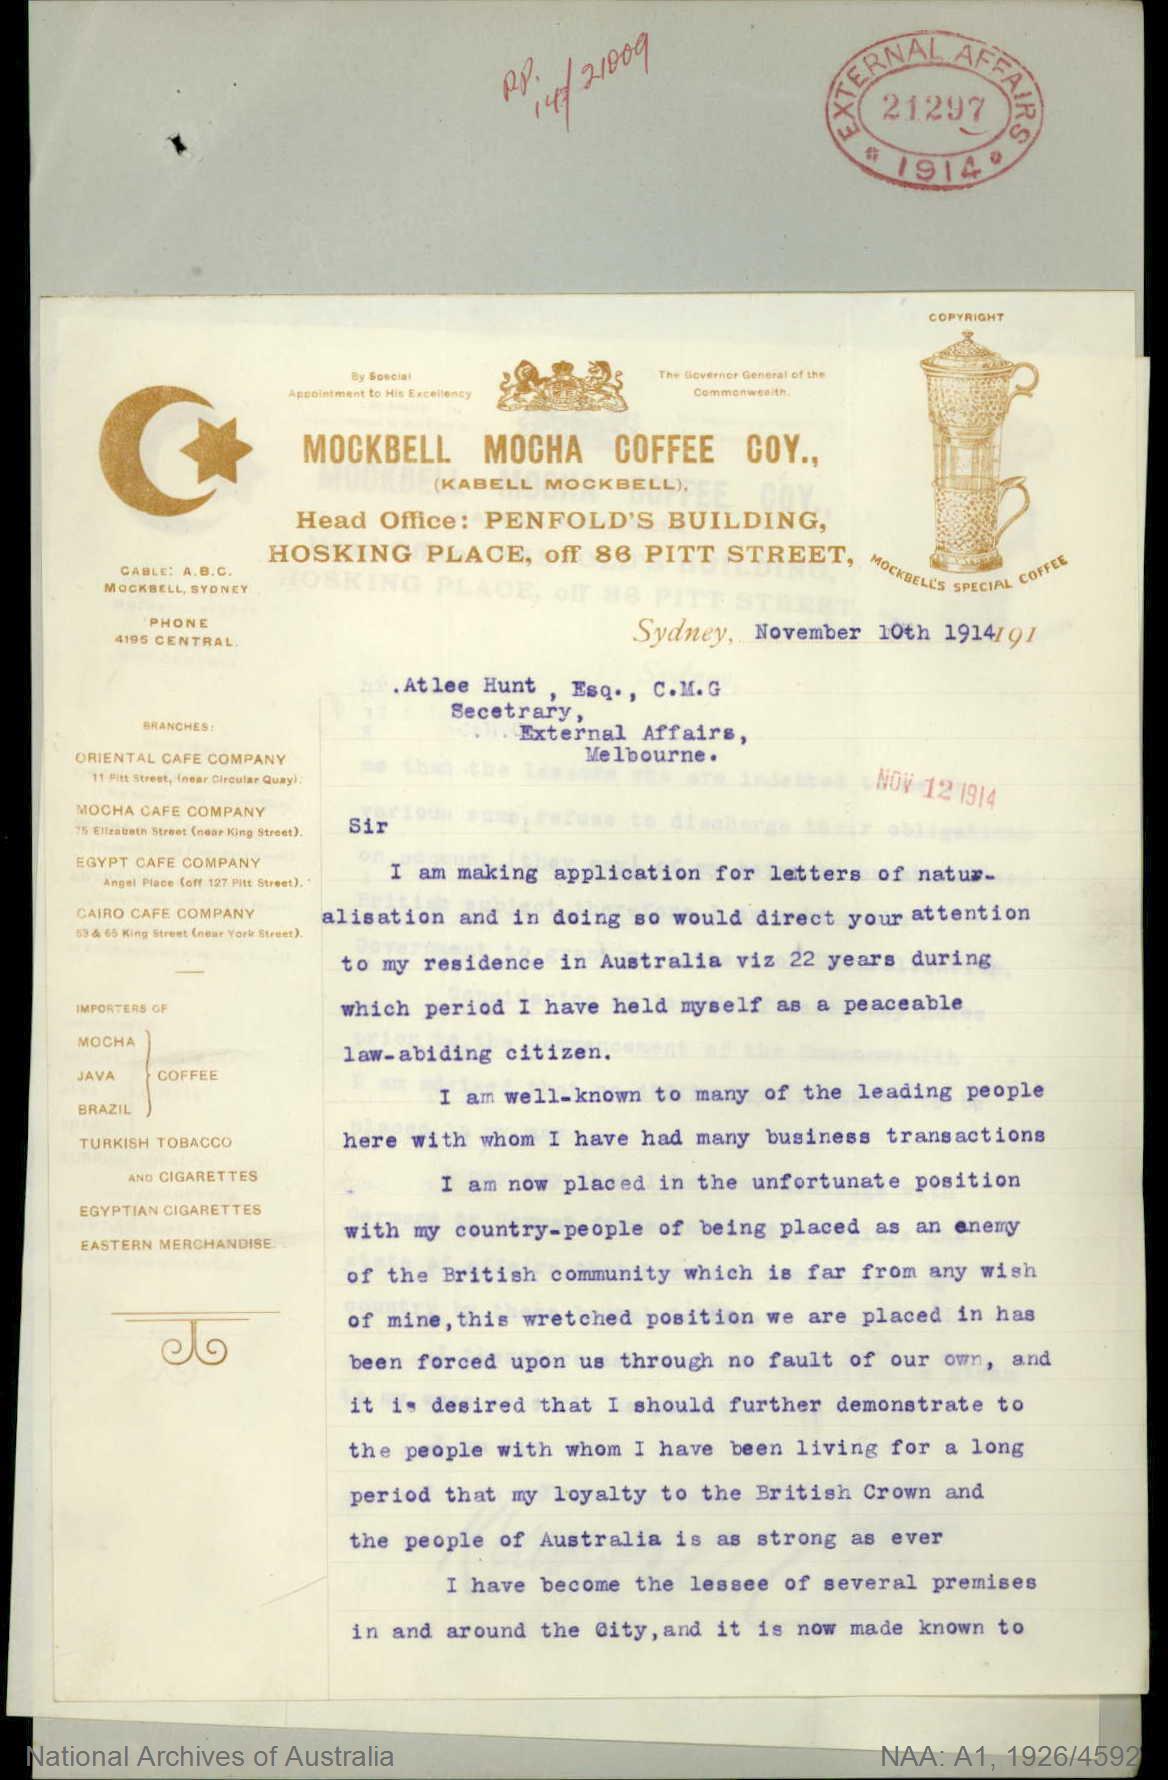 RP.
14/21009
EXTERNAL AFFAIRS
21297
* 1914 *
COPYRIGHT
By Special
Appointment to His Excellency
The Governor General of the
Commonwealth.
MOCKBELL MOCHA COFFEE COY.,
(KABELL MOCKBELL).
Head Office: PENFOLD'S BUILDING,
HOSKING PLACE, off 86 PITT STREET,
MOCKBELL'S SPECIAL COFFEE
CABLE: A.B.C.
MOCKBELL, SYDNEY
PHONE
4195 CENTRAL.
Sydney, November 10th 1914 191
.Atlee Hunt , Esq., C.M.G
Secetrary,
External Affairs,
Melbourne.
NOV 12 1914
BRANCHES:
ORIENTAL CAFE COMPANY
11 Pitt Street, (near Circular Quay).
MOCHA CAFE COMPANY
75 Elizabeth Street (near King Street).
EGYPT CAFE COMPANY
Angel Place (off 127 Pitt Street).
CAIRO CAFE COMPANY
63 & 65 King Street (near York Street).
IMPORTERS OF
MOCHA
JAVA
BRAZIL
COFFEE
TURKISH TOBACCO
AND CIGARETTES
EGYPTIAN CIGARETTES
EASTERN MERCHANDISE.
Sir
I am making application for letters of natur-
alisation and in doing so would direct your attention
to my residence in Australia viz 22 years during
which period I have held myself as a peaceable
law-abiding citizen.
I am well-known to many of the leading people
here with whom I have had many business transactions
I am now placed in the unfortunate position
with my country-people of being placed as an enemy
of the British community which is far from any wish
of mine,this wretched position we are placed in has
been forced upon us through no fault of our own, and
it is desired that I should further demonstrate to
the people with whom I have been living for a long
period that my loyalty to the British Crown and
the people of Australia is as strong as ever
I have become the lessee of several premises
in and around the City,and it is now made known to
National Archives of Australia
NAA: A1, 1926/4592